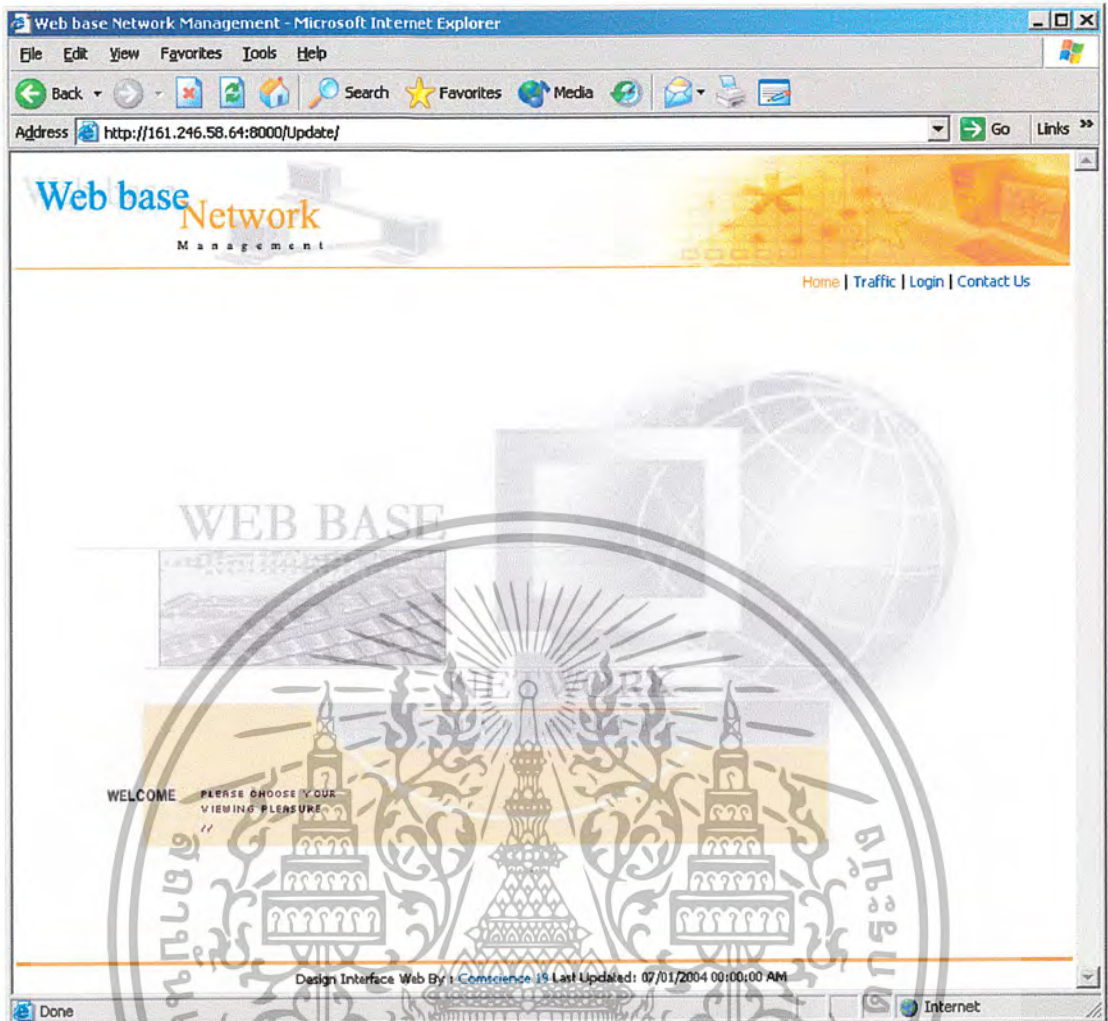 Web base Network Management - Microsoft Internet Explorer
File Edit View Favorites Tools Help
Back Search Favorites Media
Address http://161.246.58.64:8000/Update/ Go Links »
Web base
Network
Management
Home | Traffic | Login | Contact Us
WEB BASE
NETWORK
WELCOME PLEASE CHOOSE YOUR
VIEWING PLEASURE
//
Design Interface Web By : Comscience 19 Last Updated: 07/01/2004 00:00:00 AM
Done Internet